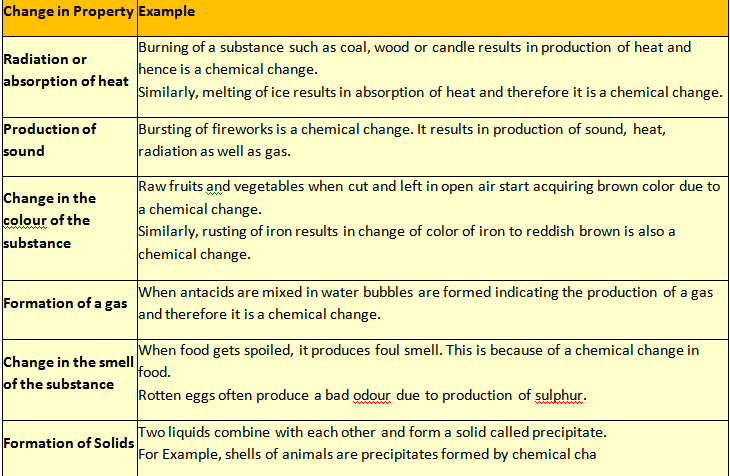 Change in Property Example
Radiation or
absorption of heat
Burning of a substance such as coal, wood or candle results in production of heat and
hence is a chemical change.
Similarly, melting of ice results in absorption of heat and therefore it is a chemical change.
Production of
sound
Bursting of fireworks is a chemical change. It results in production of sound, heat,
radiation as well as gas.
Change in the
colour of the
substance
Raw fruits and vegetables when cut and left in open air start acquiring brown color due to
a chemical change.
Similarly, rusting of iron results in change of color of iron to reddish brown is also a
chemical change.
Formation of a gas
When antacids are mixed in water bubbles are formed indicating the production of a gas
and therefore it is a chemical change.
Change in the smell
of the substance
When food gets spoiled, it produces foul smell. This is because of a chemical change in
food.
Rotten eggs often produce a bad odour due to production of sulphur.
Formation of Solids
Two liquids combine with each other and form a solid called precipitate.
For Example, shells of animals are precipitates formed by chemical cha